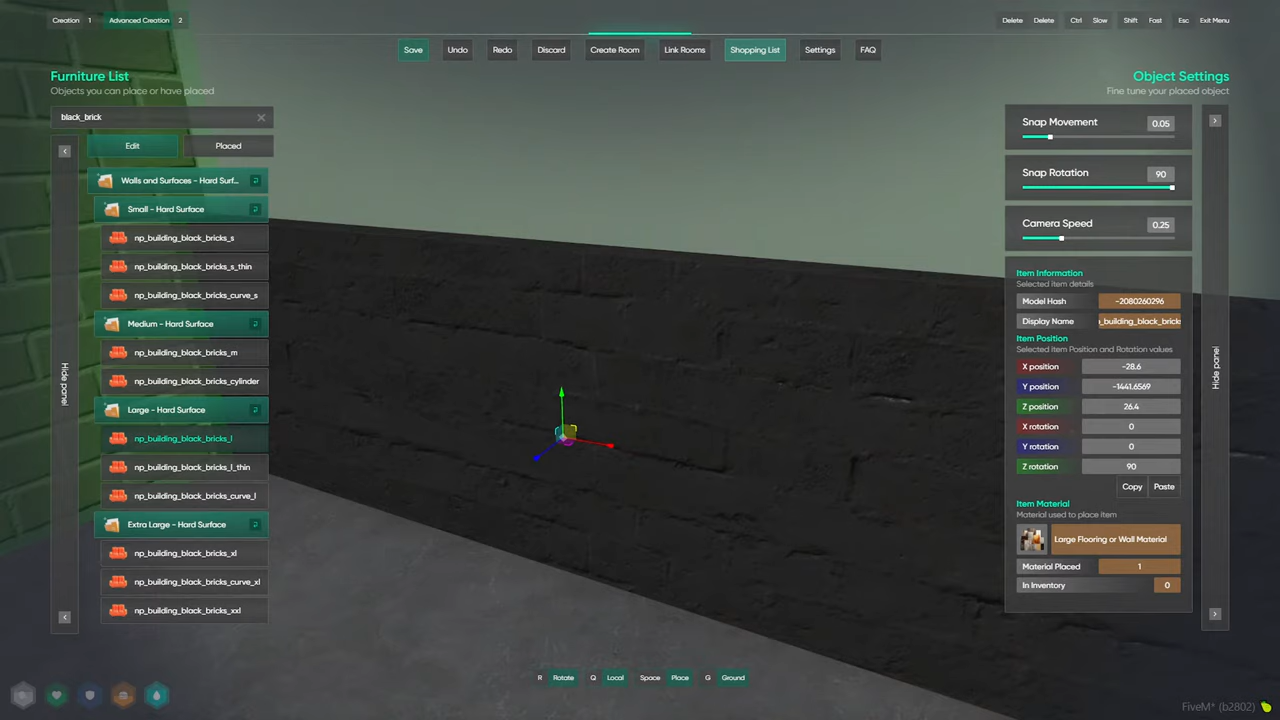 Creation 1 Advanced Creation 2
Delete Delete Ctrl Slow Shift Fast Esc Exit Menu
Save Undo Redo Discard Create Room Link Rooms Shopping List Settings FAQ
Furniture List
Objects you can place or have placed
black_brick
Edit Placed
Walls and Surfaces - Hard Surf...
Small - Hard Surface
np_building_black_bricks_s
np_building_black_bricks_s_thin
np_building_black_bricks_curve_s
Medium - Hard Surface
np_building_black_bricks_m
np_building_black_bricks_cylinder
Large - Hard Surface
np_building_black_bricks_l
np_building_black_bricks_l_thin
np_building_black_bricks_curve_l
Extra Large - Hard Surface
np_building_black_bricks_xl
np_building_black_bricks_curve_xl
np_building_black_bricks_xxl
Hide panel
Object Settings
Fine tune your placed object
Snap Movement 0.05
Snap Rotation 90
Camera Speed 0.25
Item Information
Selected item details
Model Hash -2080260296
Display Name _building_black_bricks
Item Position
Selected item Position and Rotation values
X position -28.6
Y position -1441.6569
Z position 26.4
X rotation 0
Y rotation 0
Z rotation 90
Copy Paste
Item Material
Material used to place item
Large Flooring or Wall Material
Material Placed 1
In Inventory 0
Hide panel
R Rotate Q Local Space Place G Ground
FiveM* (b2802)